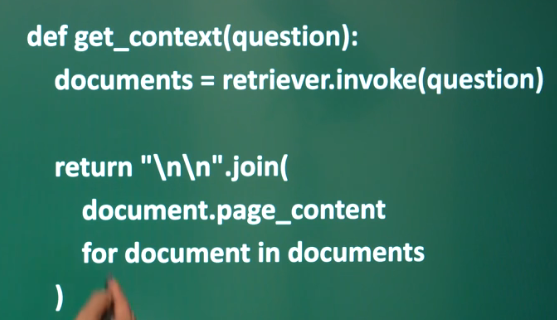 def get_context(question):
documents = retriever.invoke(question)
return "\n\n".join(
document.page_content
for document in documents
)